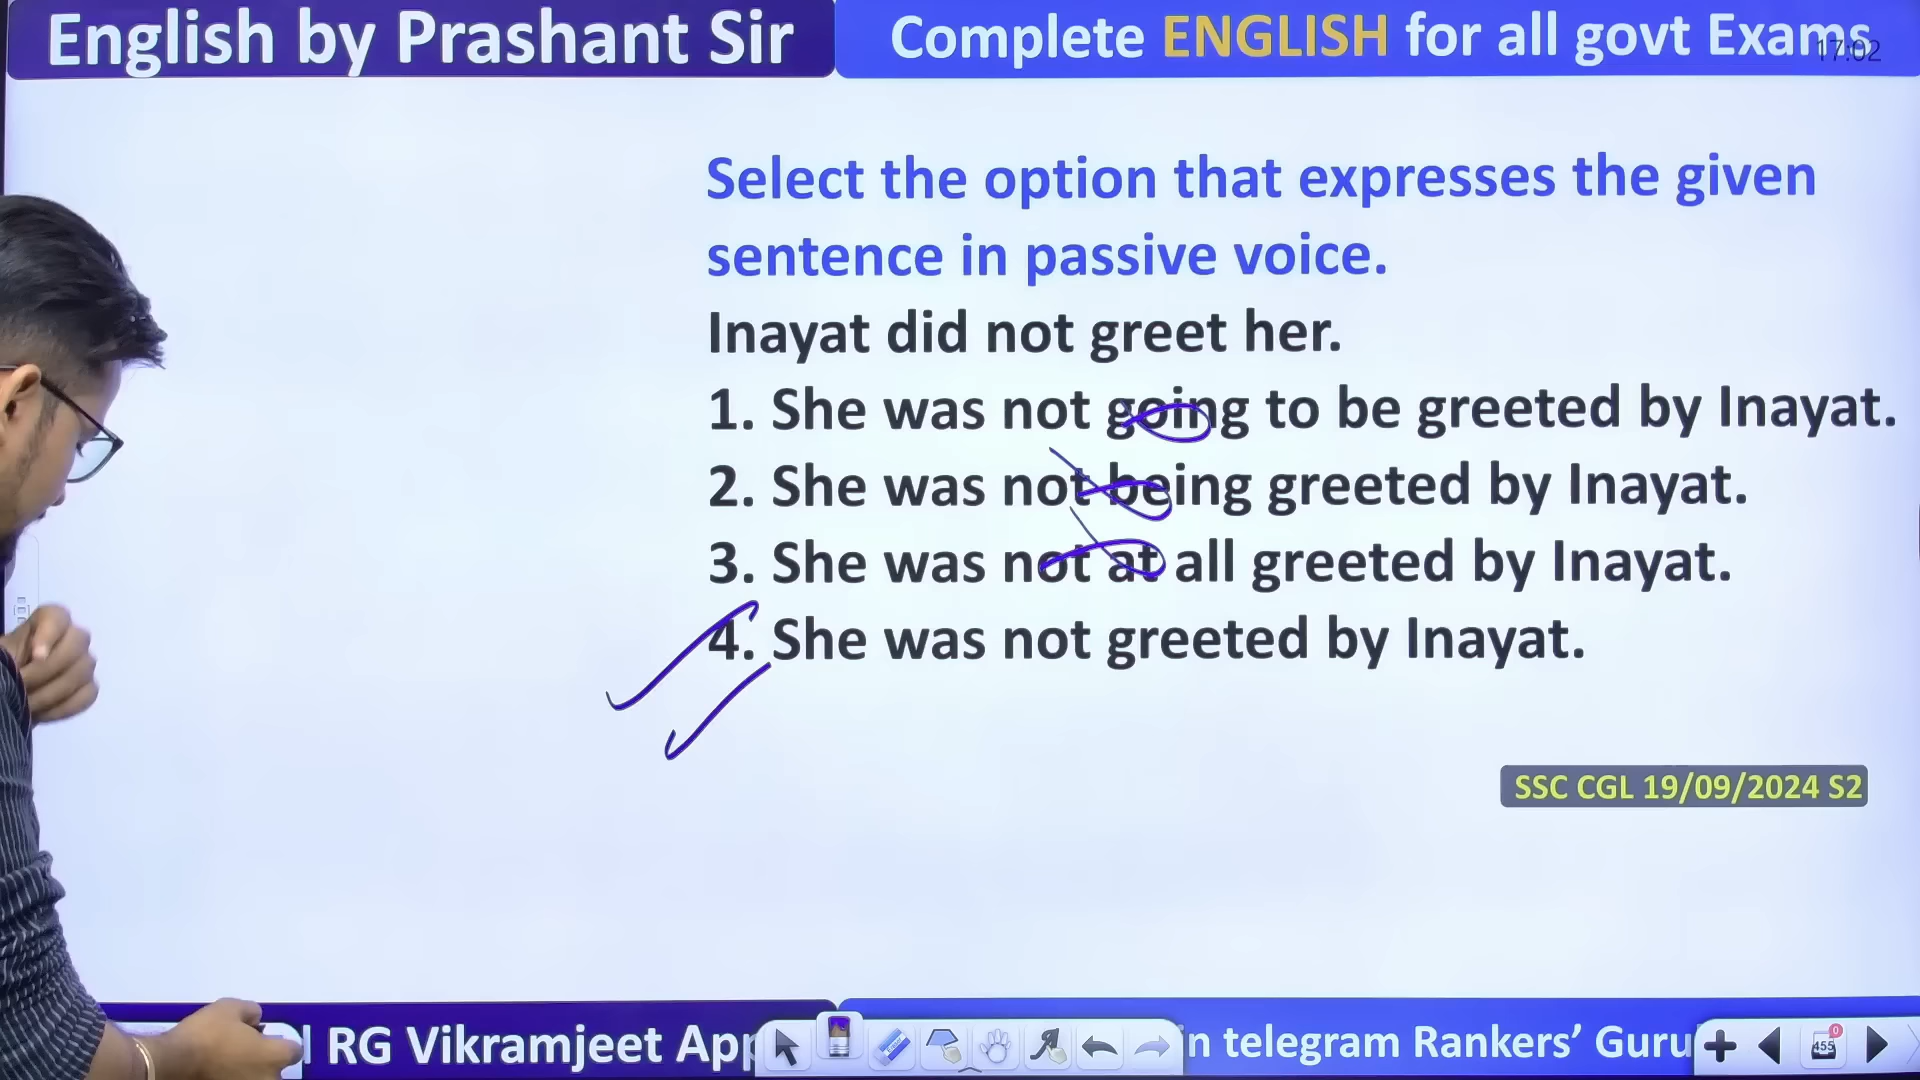 English by Prashant Sir
Complete ENGLISH for all govt Exams
17:02
Select the option that expresses the given
sentence in passive voice.
Inayat did not greet her.
1. She was not going to be greeted by Inayat.
2. She was not being greeted by Inayat.
3. She was not at all greeted by Inayat.
4. She was not greeted by Inayat.
SSC CGL 19/09/2024 S2
RG Vikramjeet App
in telegram Rankers’ Guru
455
0